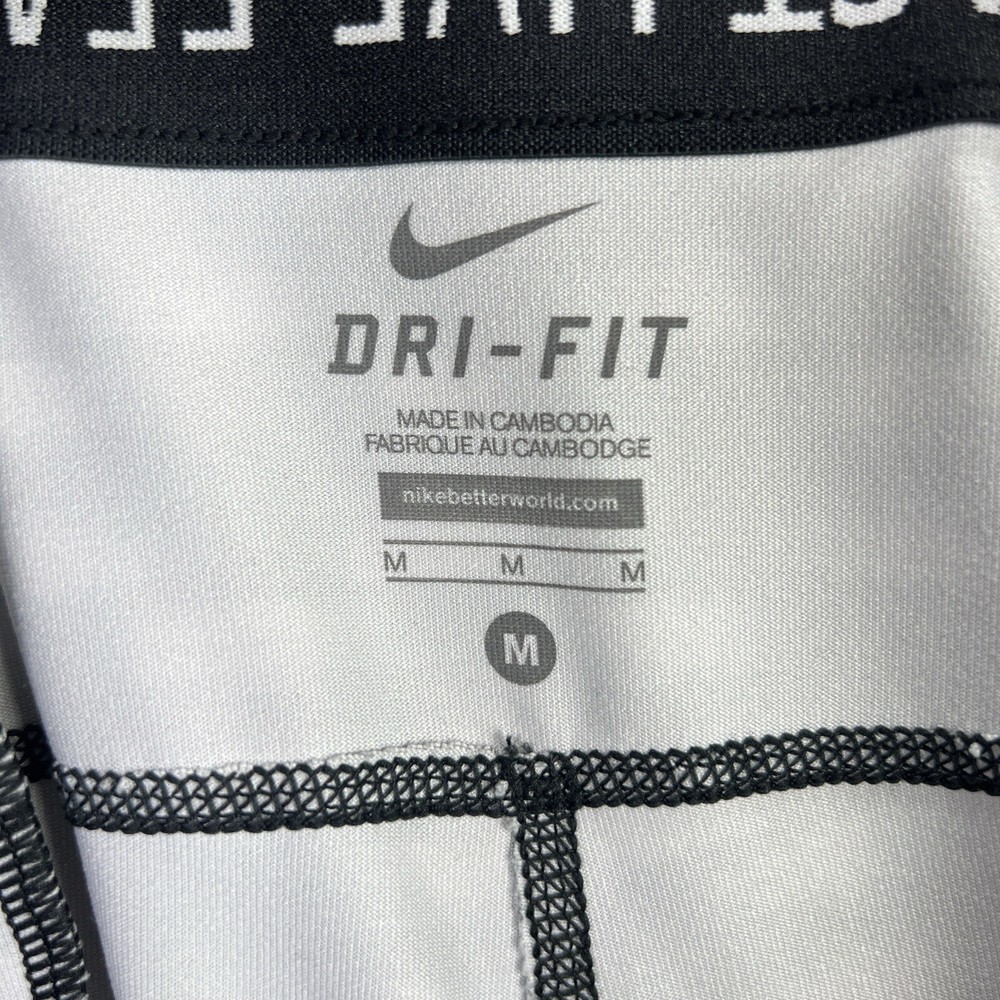 DRI-FIT
MADE IN CAMBODIA
FABRIQUE AU CAMBODGE
nikebetterworld.com
M M M
M